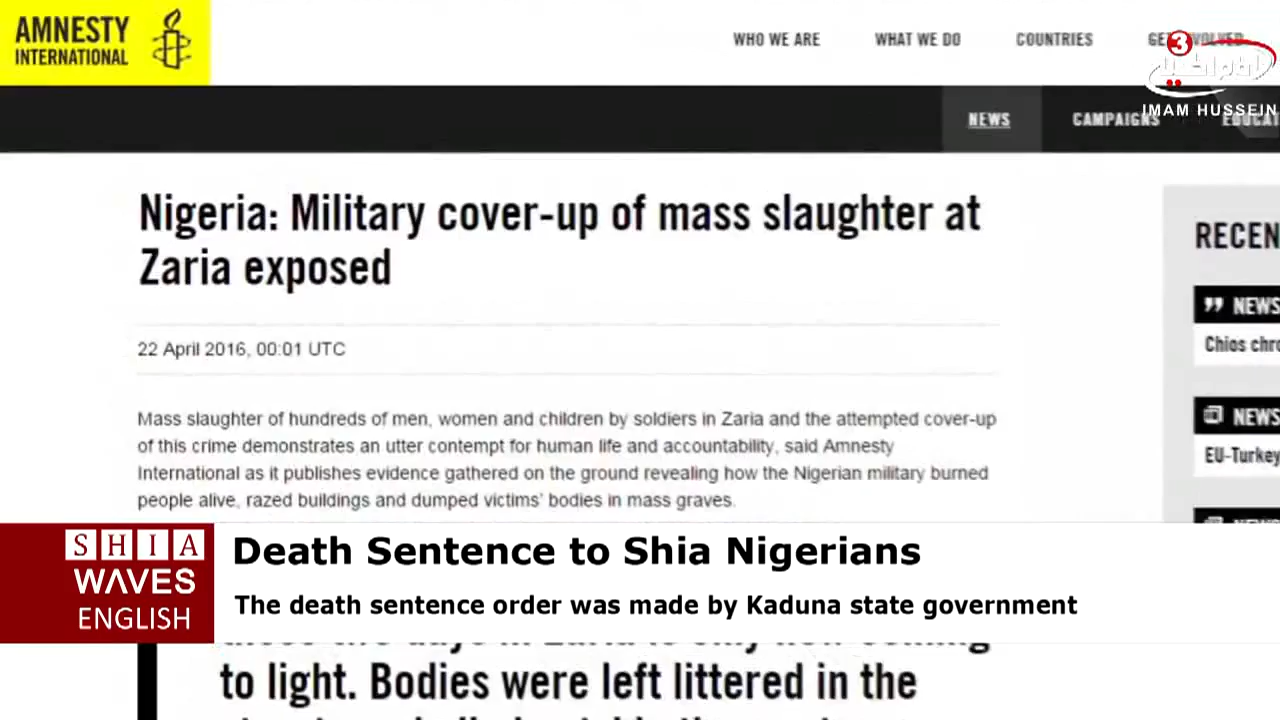 AMNESTY
INTERNATIONAL
WHO WE ARE
WHAT WE DO
COUNTRIES
3
IMAM HUSSEIN
NEWS
CAMPAIGNS
Nigeria: Military cover-up of mass slaughter at
Zaria exposed
22 April 2016, 00:01 UTC
Mass slaughter of hundreds of men, women and children by soldiers in Zaria and the attempted cover-up
of this crime demonstrates an utter contempt for human life and accountability, said Amnesty
International as it publishes evidence gathered on the ground revealing how the Nigerian military burned
people alive, razed buildings and dumped victims' bodies in mass graves.
RECEN
NEWS
Chios chro
NEWS
EU-Turkey
SHIA
WAVES
ENGLISH
Death Sentence to Shia Nigerians
The death sentence order was made by Kaduna state government
to light. Bodies were left littered in the